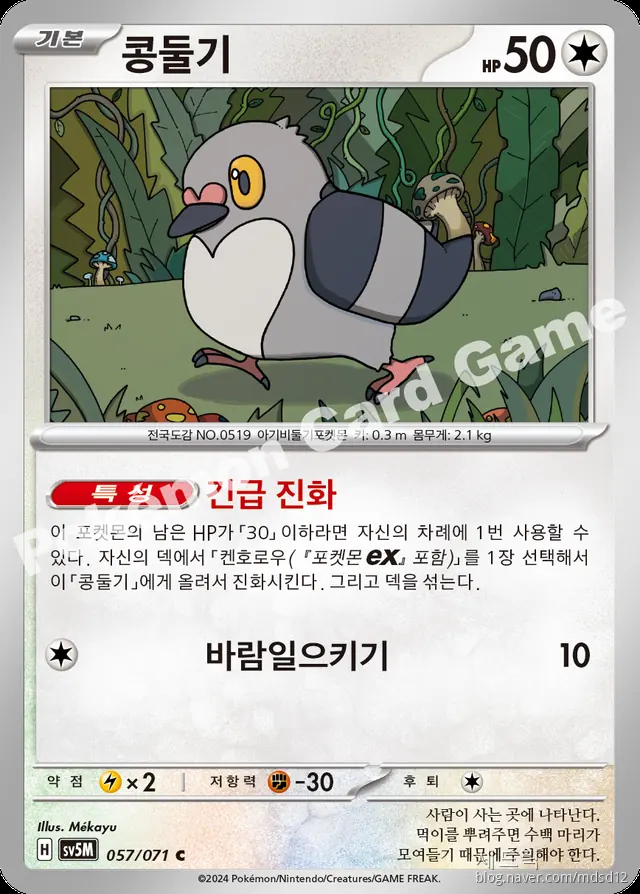 기본 콩둘기 HP 50
전국도감 NO.0519 아기비둘기포켓몬 키: 0.3 m 몸무게: 2.1 kg
Pokémon Card Game
특성 긴급 진화
이 포켓몬의 남은 HP가 「30」 이하라면 자신의 차례에 1번 사용할 수
있다. 자신의 덱에서 「켄호로우(『포켓몬 ex』 포함)」를 1장 선택해서
이 「콩둘기」에게 올려서 진화시킨다. 그리고 덱을 섞는다.
바람일으키기 10
약점 ×2 저항력 -30 후퇴
Illus. Mékayu
H SV5M 057/071 C
사람이 사는 곳에 나타난다.
먹이를 뿌려주면 수백 마리가
모여들기 때문에 주의해야 한다.
©2024 Pokémon/Nintendo/Creatures/GAME FREAK.
blog.naver.com/mdsd12